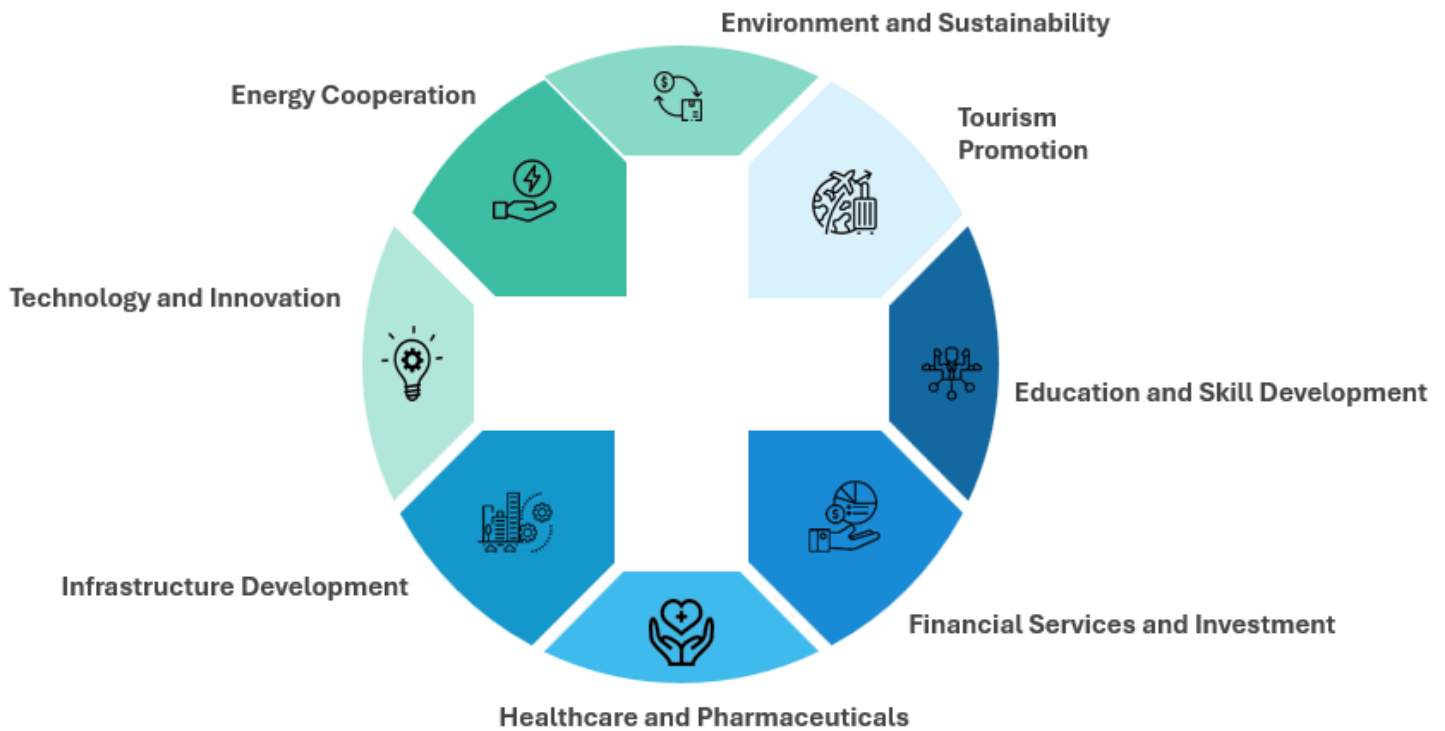 Environment and Sustainability
Energy Cooperation
Tourism
Promotion
Technology and Innovation
Education and Skill Development
Infrastructure Development
Financial Services and Investment
Healthcare and Pharmaceuticals
$
$